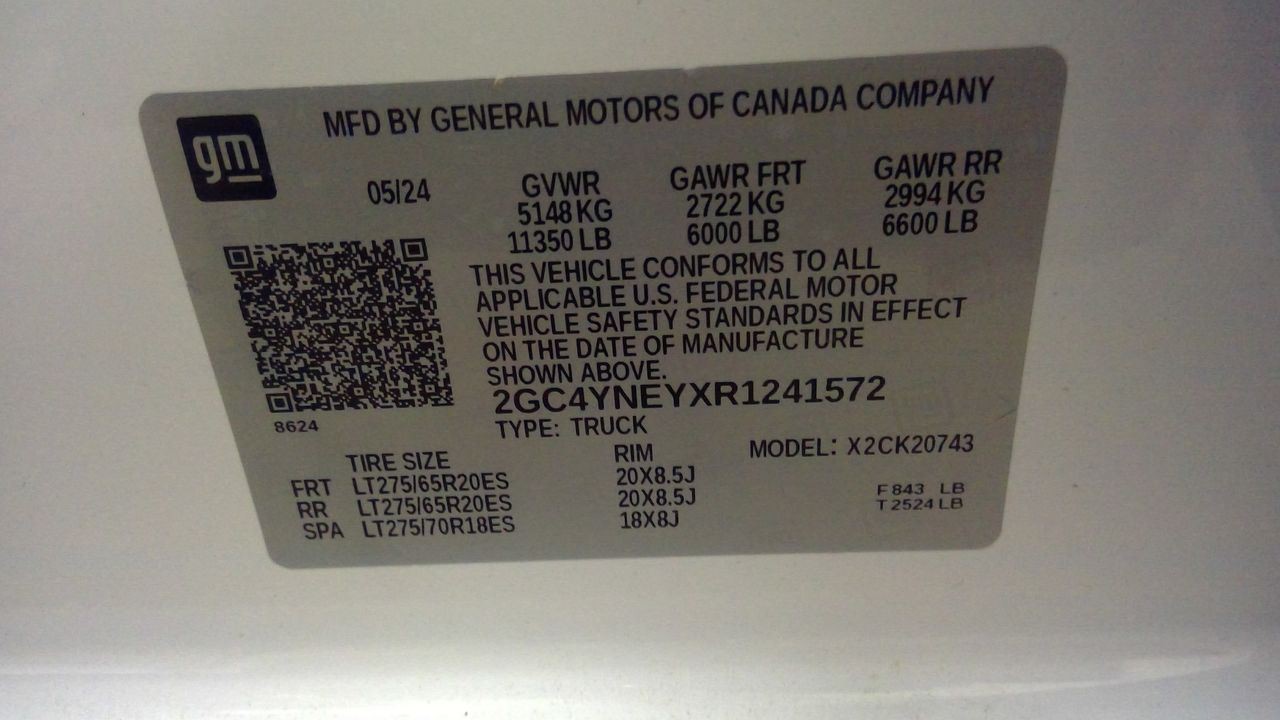 gm
MFD BY GENERAL MOTORS OF CANADA COMPANY
05/24 GVWR GAWR FRT GAWR RR
5148 KG 2722 KG 2994 KG
11350 LB 6000 LB 6600 LB
THIS VEHICLE CONFORMS TO ALL
APPLICABLE U.S. FEDERAL MOTOR
VEHICLE SAFETY STANDARDS IN EFFECT
ON THE DATE OF MANUFACTURE
SHOWN ABOVE.
2GC4YNEYXR1241572
8624
TYPE: TRUCK
TIRE SIZE RIM MODEL: X2CK20743
FRT LT275/65R20ES 20X8.5J
RR LT275/65R20ES 20X8.5J
SPA LT275/70R18ES 18X8J
F 843 LB
T 2524 LB